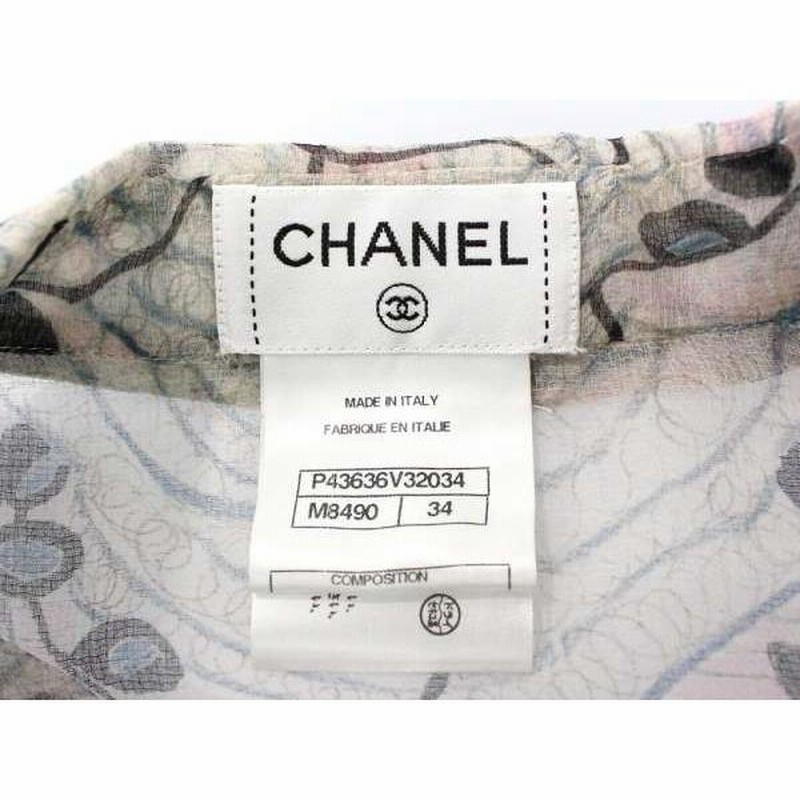 CHANEL
MADE IN ITALY
FABRIQUE EN ITALIE
P43636V32034
M8490 34
COMPOSITION